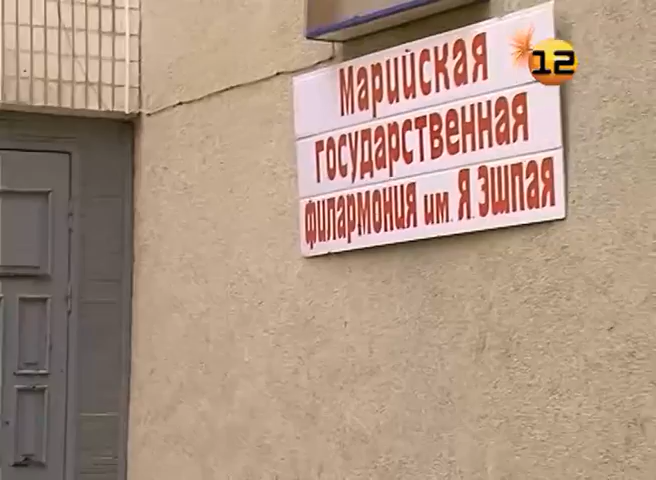 12
Марийская
государственная
филармония им. Я.Эшпая